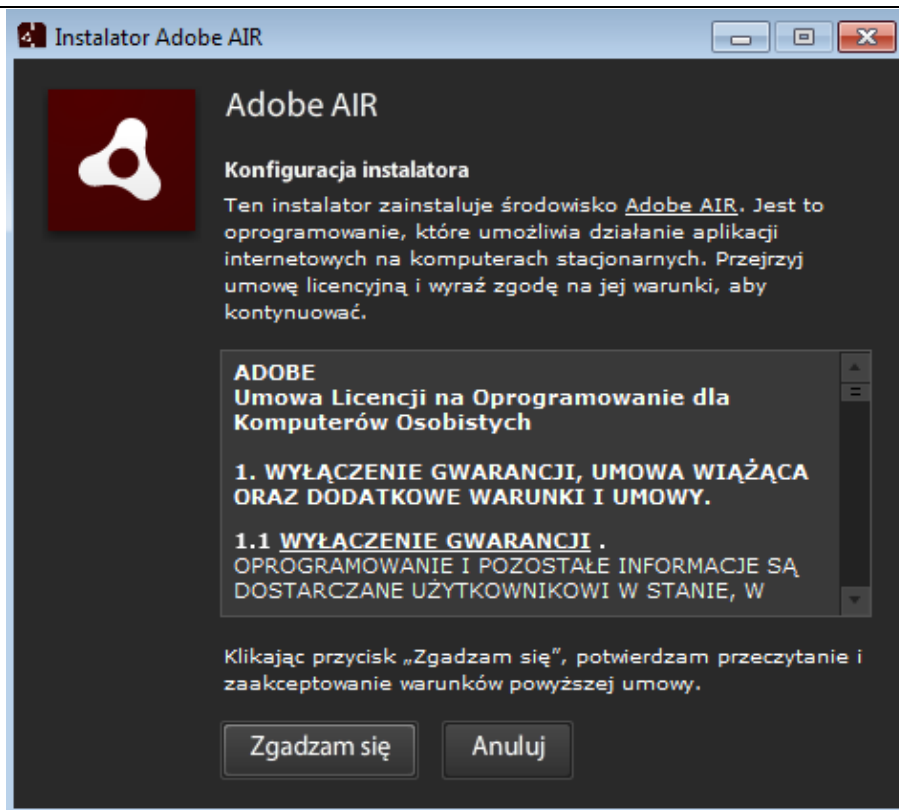 Instalator Adobe AIR
Adobe AIR
Konfiguracja instalatora
Ten instalator zainstaluje środowisko Adobe AIR. Jest to
oprogramowanie, które umożliwia działanie aplikacji
internetowych na komputerach stacjonarnych. Przejrzyj
umowę licencyjną i wyraź zgodę na jej warunki, aby
kontynuować.
ADOBE
Umowa Licencji na Oprogramowanie dla
Komputerów Osobistych
1. WYŁĄCZENIE GWARANCJI, UMOWA WIĄŻĄCA
ORAZ DODATKOWE WARUNKI I UMOWY.
1.1 WYŁĄCZENIE GWARANCJI .
OPROGRAMOWANIE I POZOSTAŁE INFORMACJE SĄ
DOSTARCZANE UŻYTKOWNIKOWI W STANIE, W
Klikając przycisk „Zgadzam się”, potwierdzam przeczytanie i
zaakceptowanie warunków powyższej umowy.
Zgadzam się
Anuluj